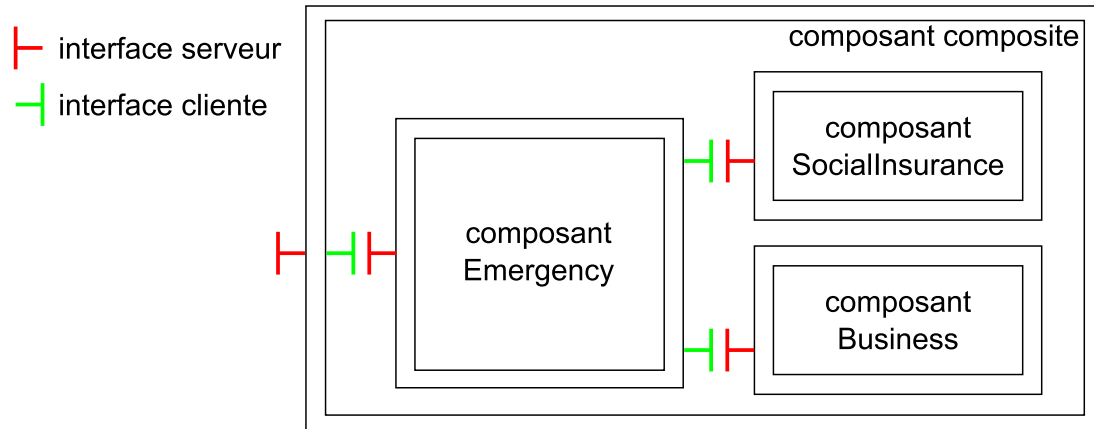 interface serveur
interface cliente
composant composite
composant
SocialInsurance
composant
Emergency
composant
Business